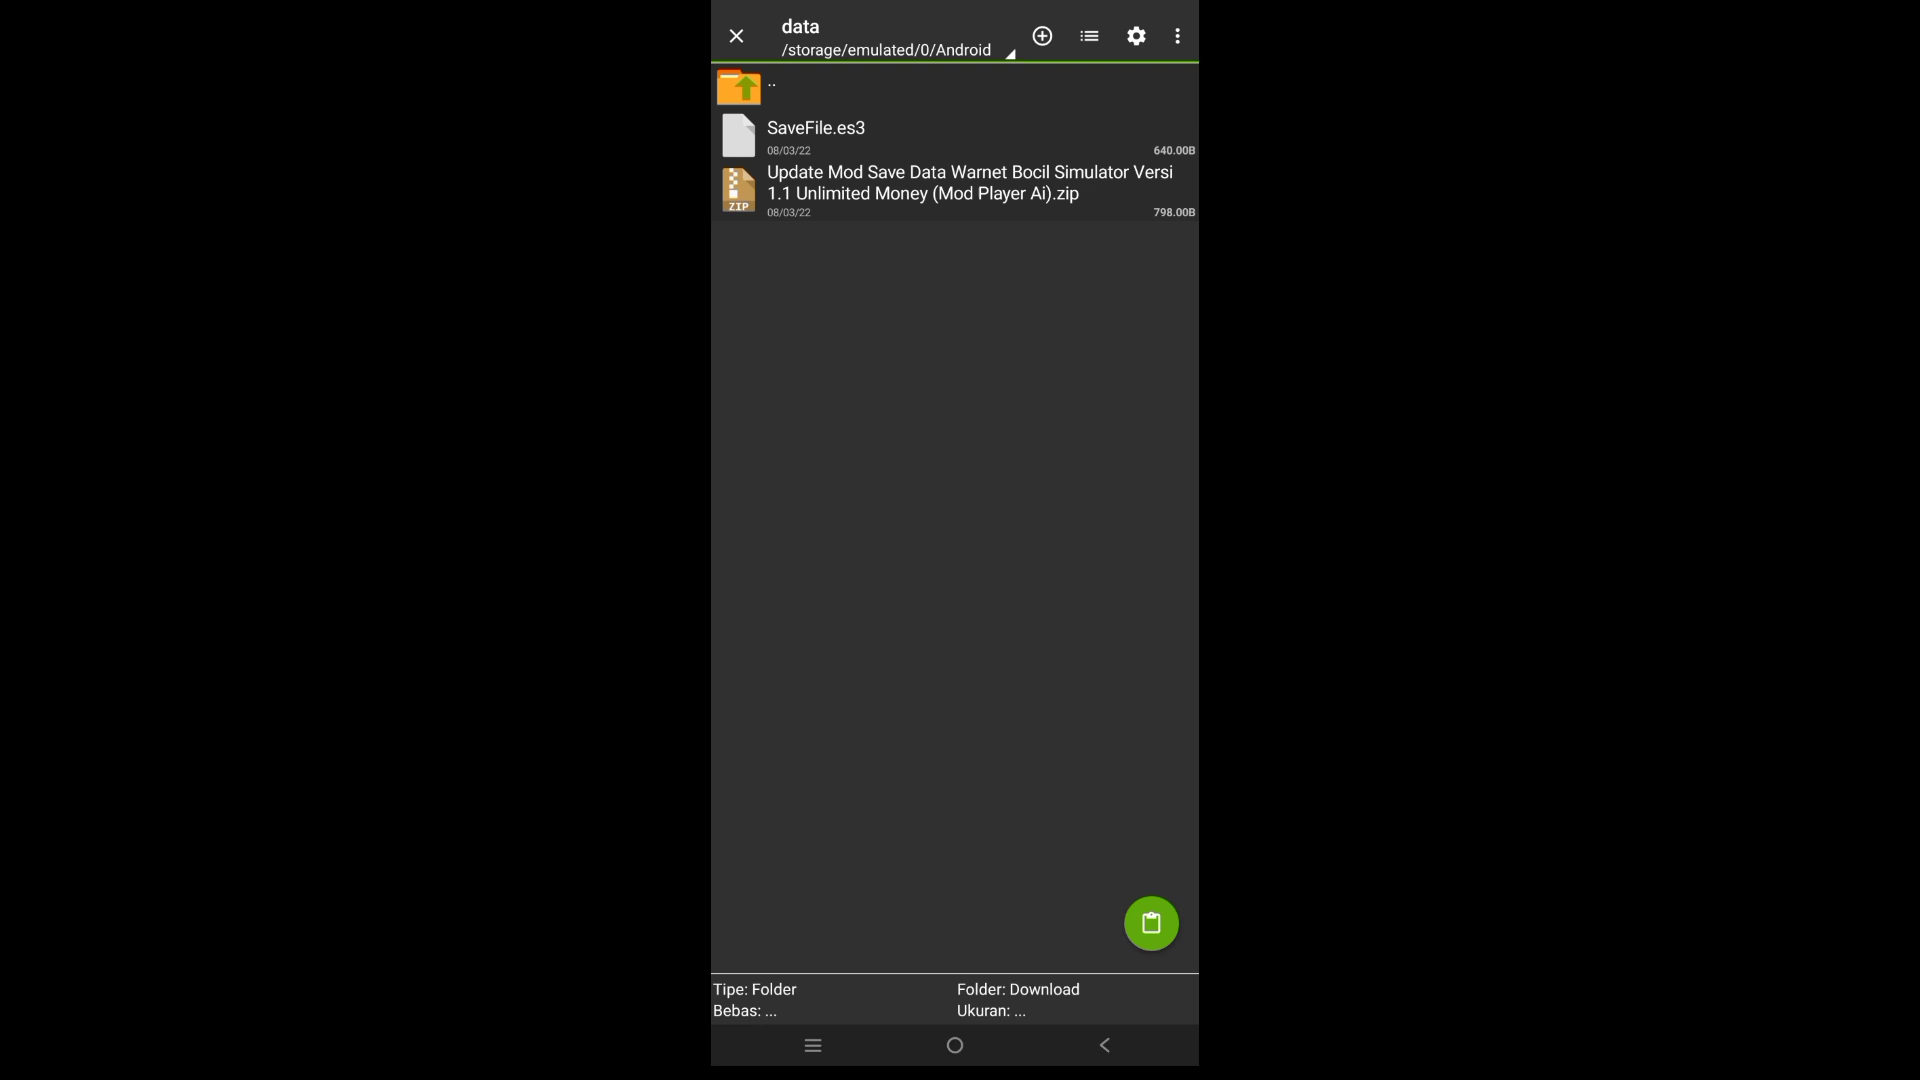 data
/storage/emulated/0/Android
..
SaveFile.es3
08/03/22
640.00B
Update Mod Save Data Warnet Bocil Simulator Versi
1.1 Unlimited Money (Mod Player Ai).zip
ZIP
08/03/22
798.00B
Tipe: Folder
Folder: Download
Bebas: ...
Ukuran: ...